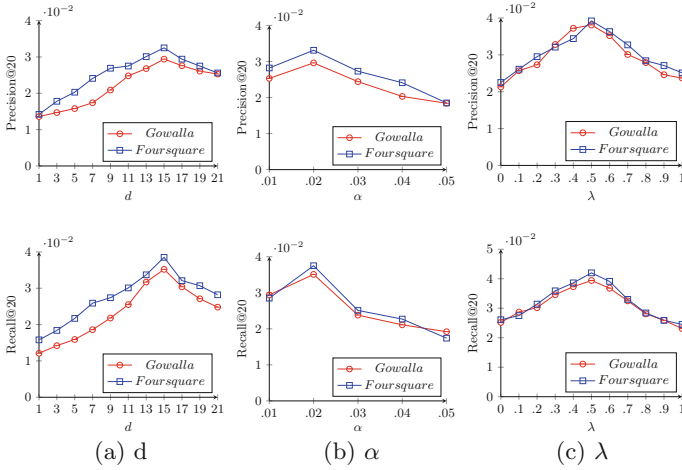 ·10⁻² ·10⁻² ·10⁻²
4 4 4
3 3
2 2 2
1 1
0 0 0
Precision@20 Precision@20 Precision@20
Gowalla Gowalla Gowalla
Foursquare Foursquare Foursquare
1 3 5 7 9 11 13 15 17 19 21 .01 .02 .03 .04 .05 0 .1 .2 .3 .4 .5 .6 .7 .8 .9 1
d α λ
·10⁻² ·10⁻² ·10⁻²
4 4 5
3 3 4
2 2 3
1 1 2
0 0 1
0
Recall@20 Recall@20 Recall@20
Gowalla Gowalla Gowalla
Foursquare Foursquare Foursquare
1 3 5 7 9 11 13 15 17 19 21 .01 .02 .03 .04 .05 0 .1 .2 .3 .4 .5 .6 .7 .8 .9 1
d α λ
(a) d (b) α (c) λ